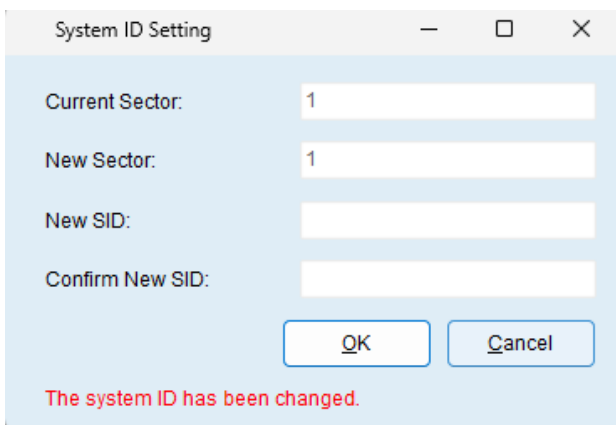 System ID Setting
Current Sector: 1
New Sector: 1
New SID:
Confirm New SID:
OK Cancel
The system ID has been changed.